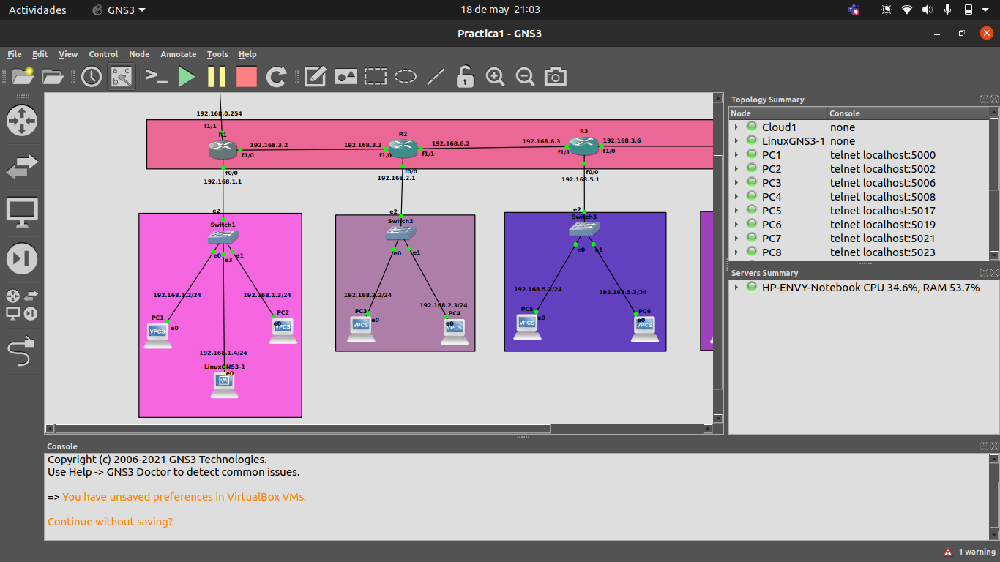 Actividades GNS3 18 de may 21:03
Practica1 - GNS3
File Edit View Control Node Annotate Tools Help
192.168.0.254
f1/1
R1
192.168.3.2
f1/0
f0/0
192.168.1.1
R2
192.168.3.3
f1/0
192.168.6.2
f1/1
f0/0
192.168.2.1
R3
192.168.6.3
f1/1
192.168.3.6
f1/0
f0/0
192.168.5.1
e2
Switch1
e0
e3
e1
192.168.1.2/24
192.168.1.3/24
PC1
e0
VPCS
PC2
e0
VPCS
192.168.1.4/24
LinuxGNS3-1
e0
e2
Switch2
e0
e1
192.168.2.2/24
192.168.2.3/24
PC3
e0
VPCS
PC4
e0
VPCS
e2
Switch3
e0
e1
192.168.5.2/24
192.168.5.3/24
PC5
e0
VPCS
PC6
e0
VPCS
Topology Summary
Node Console
Cloud1 none
LinuxGNS3-1 none
PC1 telnet localhost:5000
PC2 telnet localhost:5002
PC3 telnet localhost:5006
PC4 telnet localhost:5008
PC5 telnet localhost:5017
PC6 telnet localhost:5019
PC7 telnet localhost:5021
PC8 telnet localhost:5023
Servers Summary
HP-ENVY-Notebook CPU 34.6%, RAM 53.7%
Console
Copyright (c) 2006-2021 GNS3 Technologies.
Use Help -> GNS3 Doctor to detect common issues.
=> You have unsaved preferences in VirtualBox VMs.
Continue without saving?
1 warning